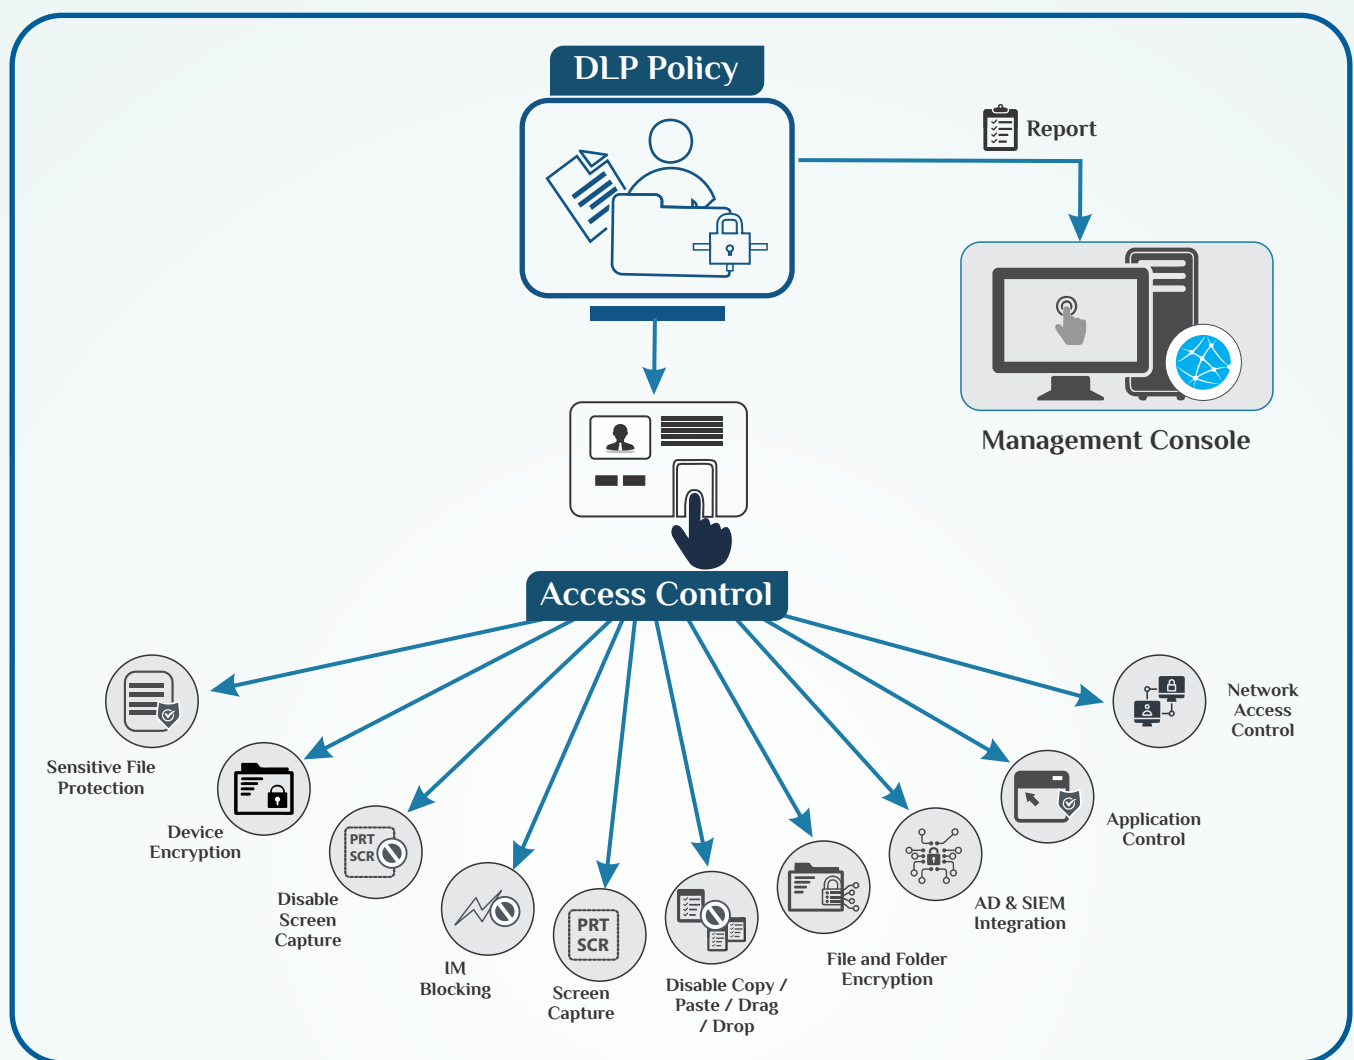 DLP Policy
Report
Management Console
Access Control
Sensitive File
Protection
Device
Encryption
PRT
SCR
Disable
Screen
Capture
IM
Blocking
PRT
SCR
Screen
Capture
Disable Copy /
Paste / Drag
/ Drop
File and Folder
Encryption
AD & SIEM
Integration
Application
Control
Network
Access
Control